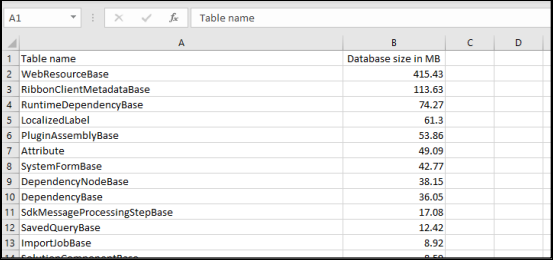 A1 fx Table name
A B C D
1 Table name Database size in MB
2 WebResourceBase 415.43
3 RibbonClientMetadataBase 113.63
4 RuntimeDependencyBase 74.27
5 LocalizedLabel 61.3
6 PluginAssemblyBase 53.86
7 Attribute 49.09
8 SystemFormBase 42.77
9 DependencyNodeBase 38.15
10 DependencyBase 36.05
11 SdkMessageProcessingStepBase 17.08
12 SavedQueryBase 12.42
13 ImportJobBase 8.92
14 SolutionComponentBase 8.59